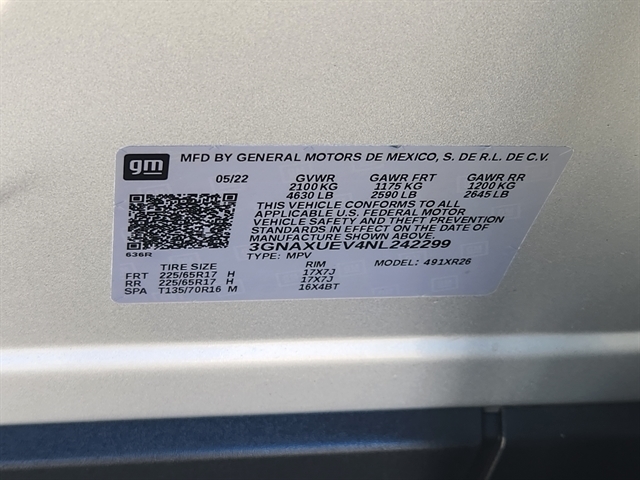 gm
MFD BY GENERAL MOTORS DE MEXICO, S. DE R.L. DE C.V.
05/22 GVWR GAWR FRT GAWR RR
2100 KG 1175 KG 1200 KG
4630 LB 2590 LB 2645 LB
THIS VEHICLE CONFORMS TO ALL
APPLICABLE U.S. FEDERAL MOTOR
VEHICLE SAFETY AND THEFT PREVENTION
STANDARDS IN EFFECT ON THE DATE OF
MANUFACTURE SHOWN ABOVE.
3GNAXUEV4NL242299
636R TYPE: MPV MODEL: 491XR26
TIRE SIZE RIM
FRT 225/65R17 H 17X7J
RR 225/65R17 H 17X7J
SPA T135/70R16 M 16X4BT